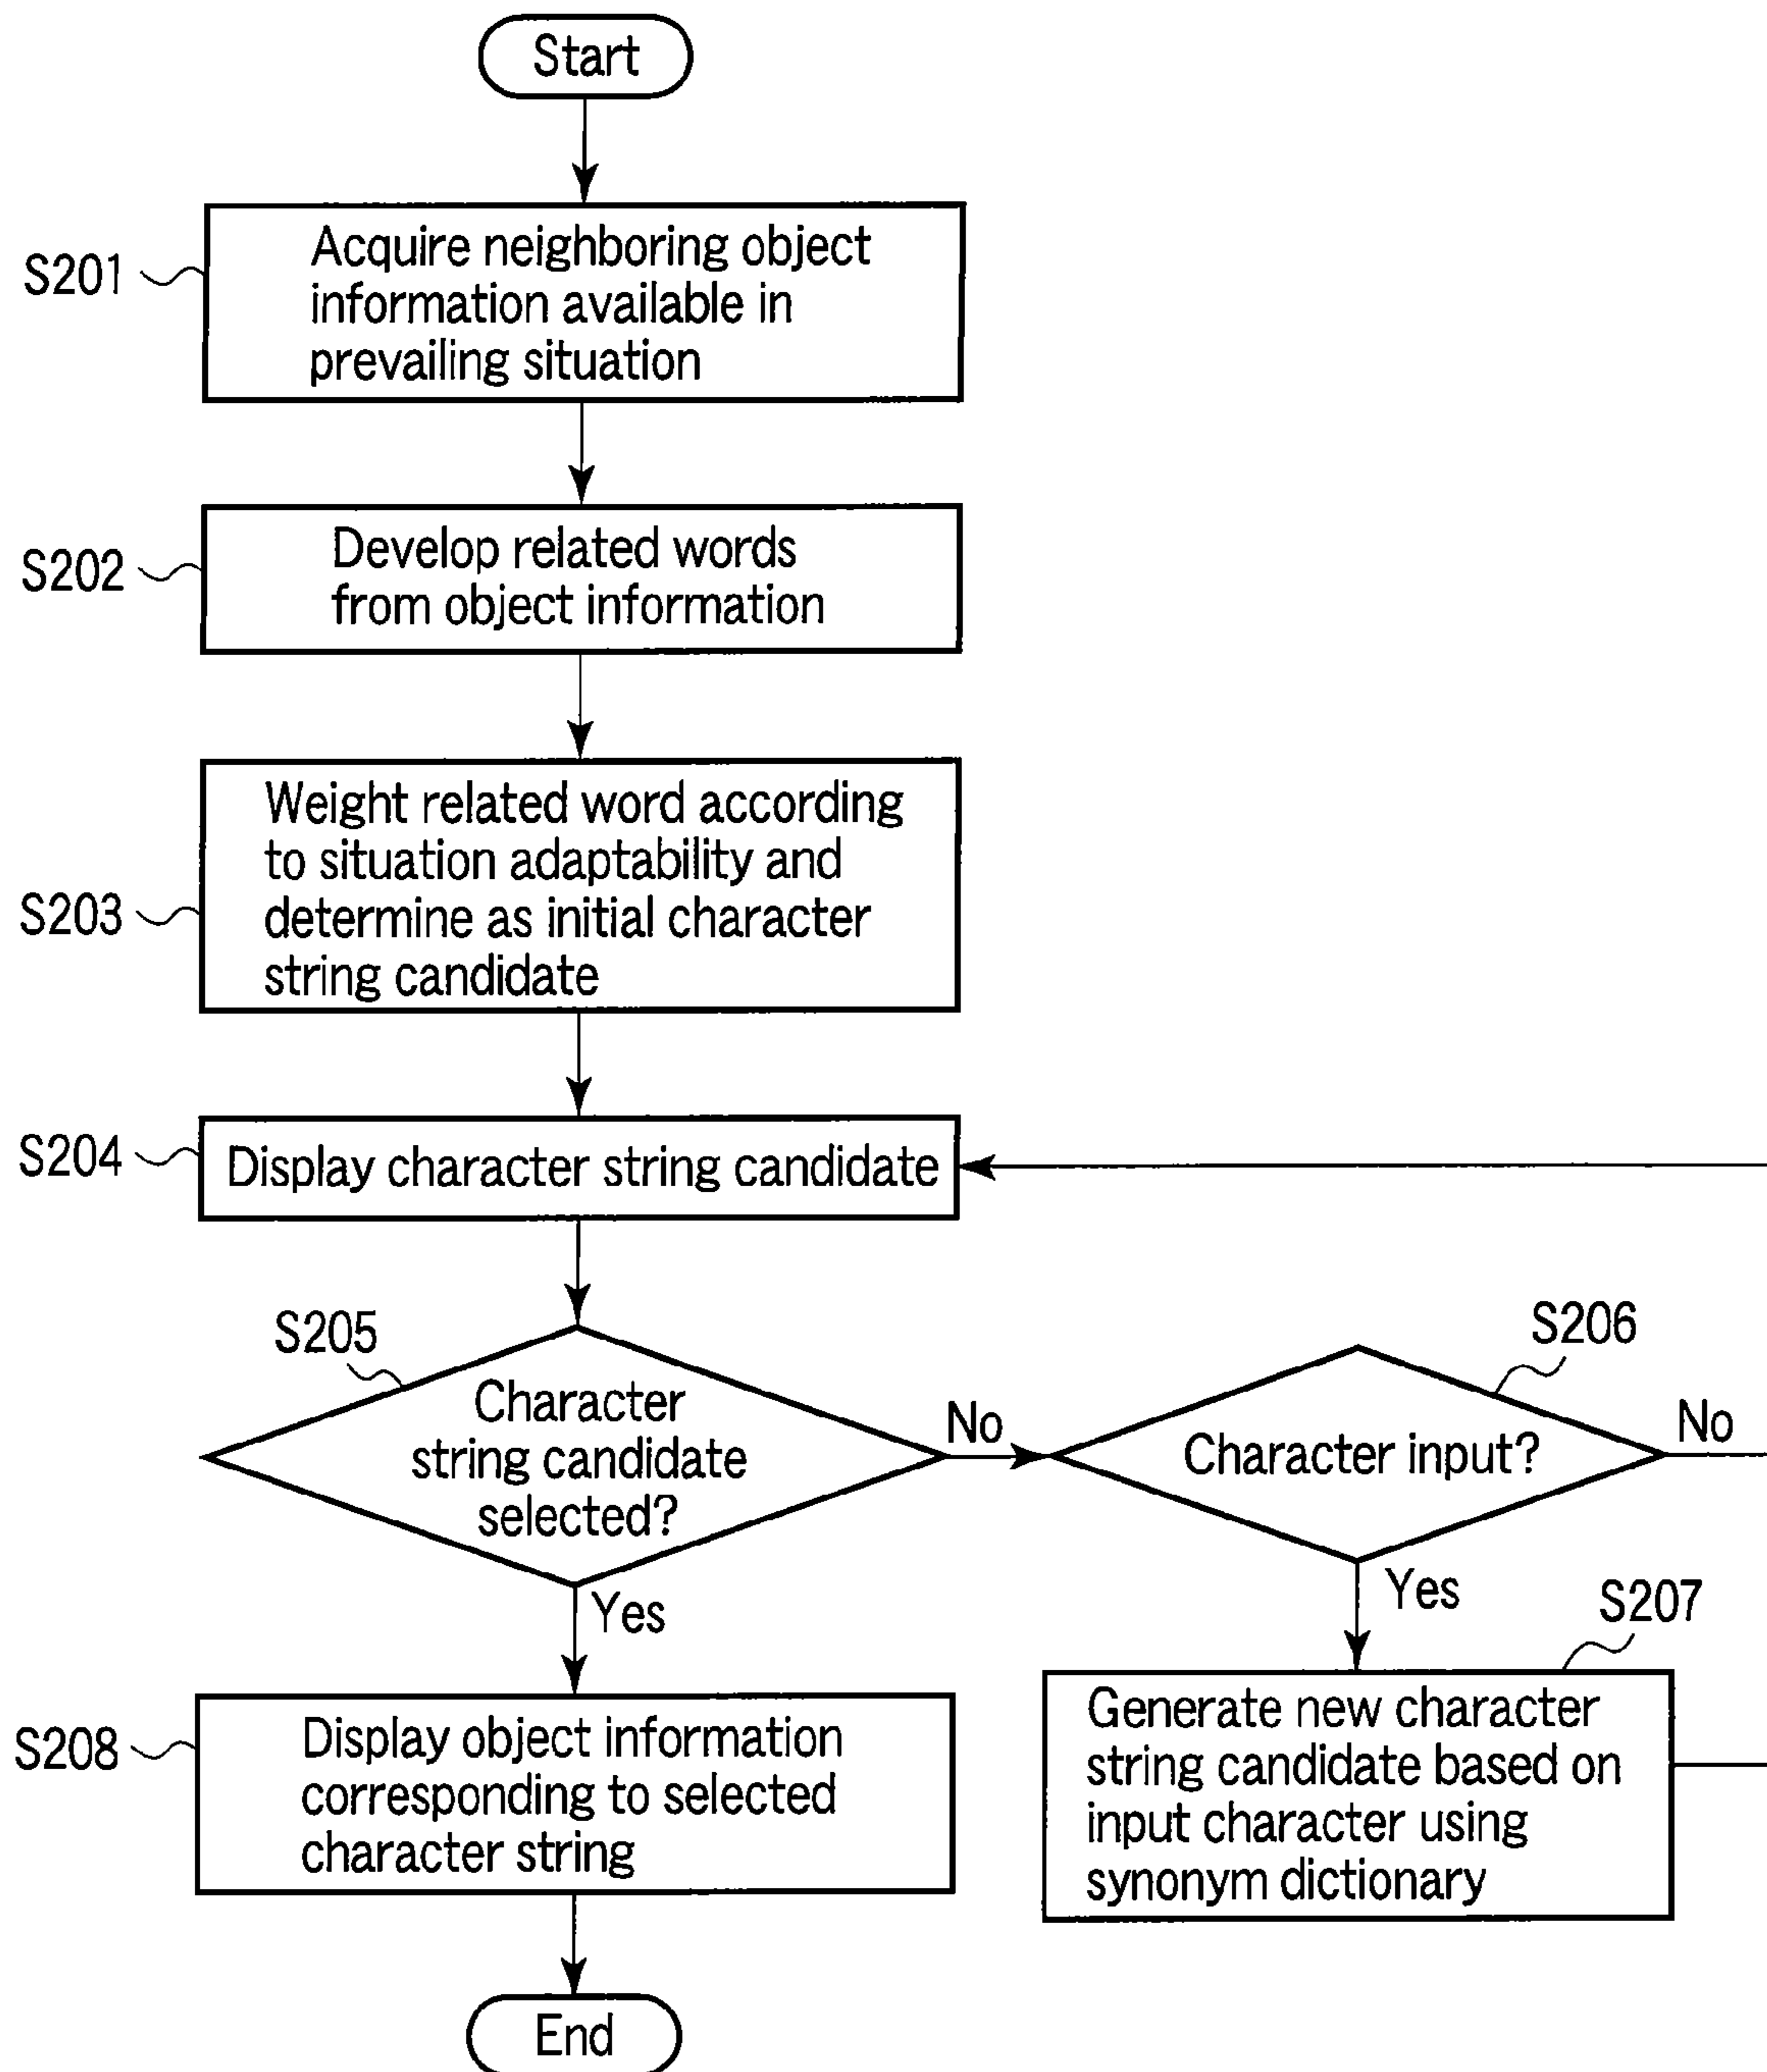 Start
S201
Acquire neighboring object
information available in
prevailing situation
S202
Develop related words
from object information
S203
Weight related word according
to situation adaptability and
determine as initial character
string candidate
S204
Display character string candidate
S205
Character
string candidate
selected?
No
S206
Character input?
No
Yes
Yes
S207
Generate new character
string candidate based on
input character using
synonym dictionary
S208
Display object information
corresponding to selected
character string
End